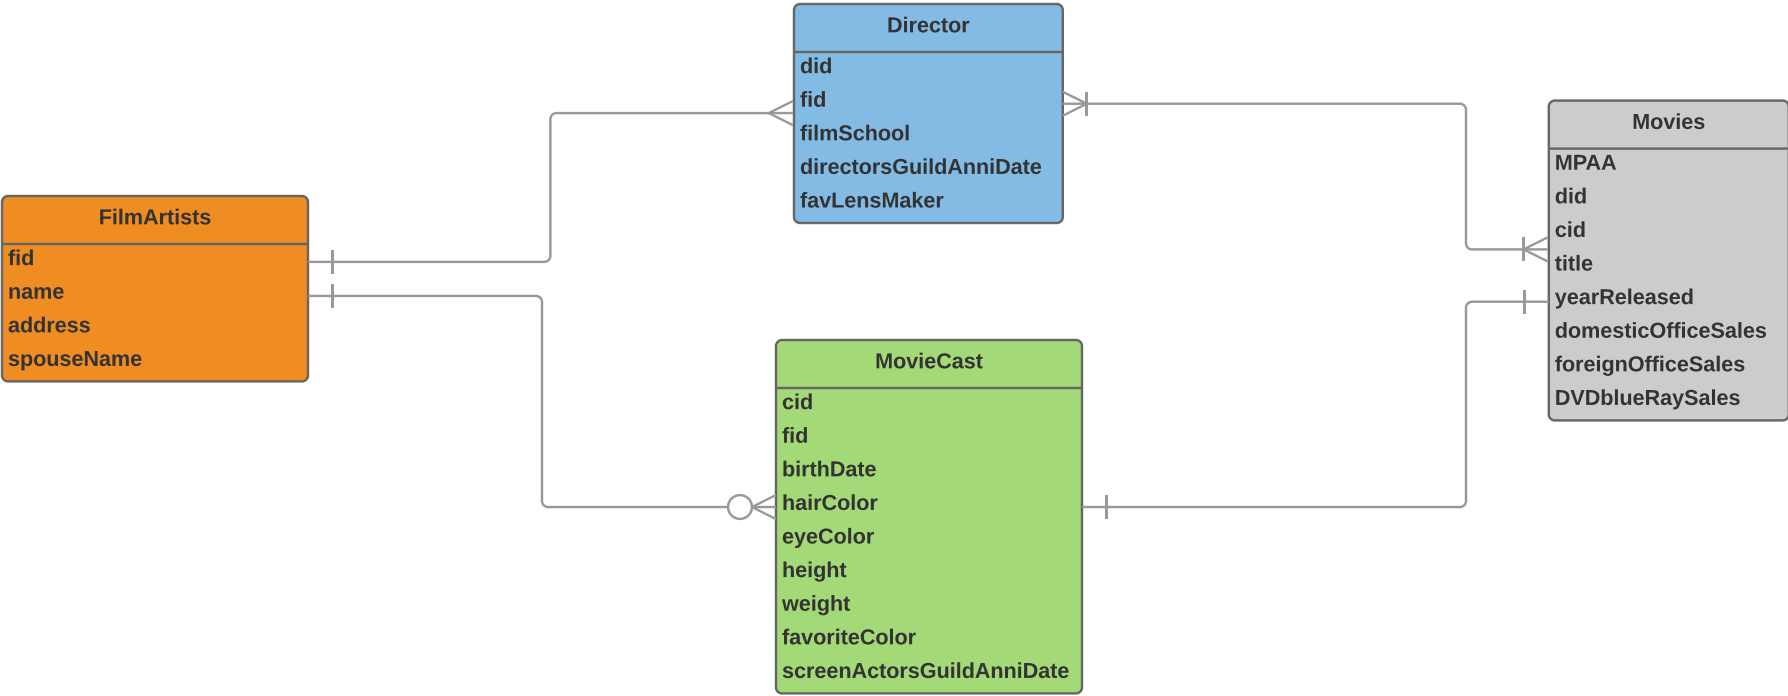 FilmArtists
fid
name
address
spouseName
Director
did
fid
filmSchool
directorsGuildAnniDate
favLensMaker
MovieCast
cid
fid
birthDate
hairColor
eyeColor
height
weight
favoriteColor
screenActorsGuildAnniDate
Movies
MPAA
did
cid
title
yearReleased
domesticOfficeSales
foreignOfficeSales
DVDblueRaySales